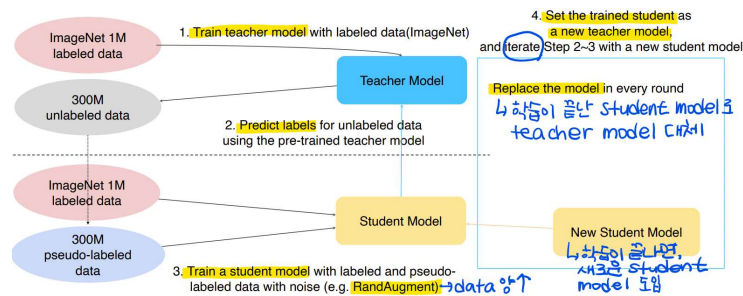 1. Train teacher model with labeled data(ImageNet)
4. Set the trained student as
a new teacher model,
and iterate Step 2~3 with a new student model
ImageNet 1M
labeled data
Teacher Model
300M
unlabeled data
2. Predict labels for unlabeled data
using the pre-trained teacher model
Replace the model in every round
↳ 학습이 끝난 student model로
teacher model 대체
ImageNet 1M
labeled data
Student Model
300M
pseudo-labeled
data
New Student Model
↳ 학습이 끝나면,
새로운 student
model 도입
3. Train a student model with labeled and pseudo-
labeled data with noise (e.g. RandAugment) → data 양↑